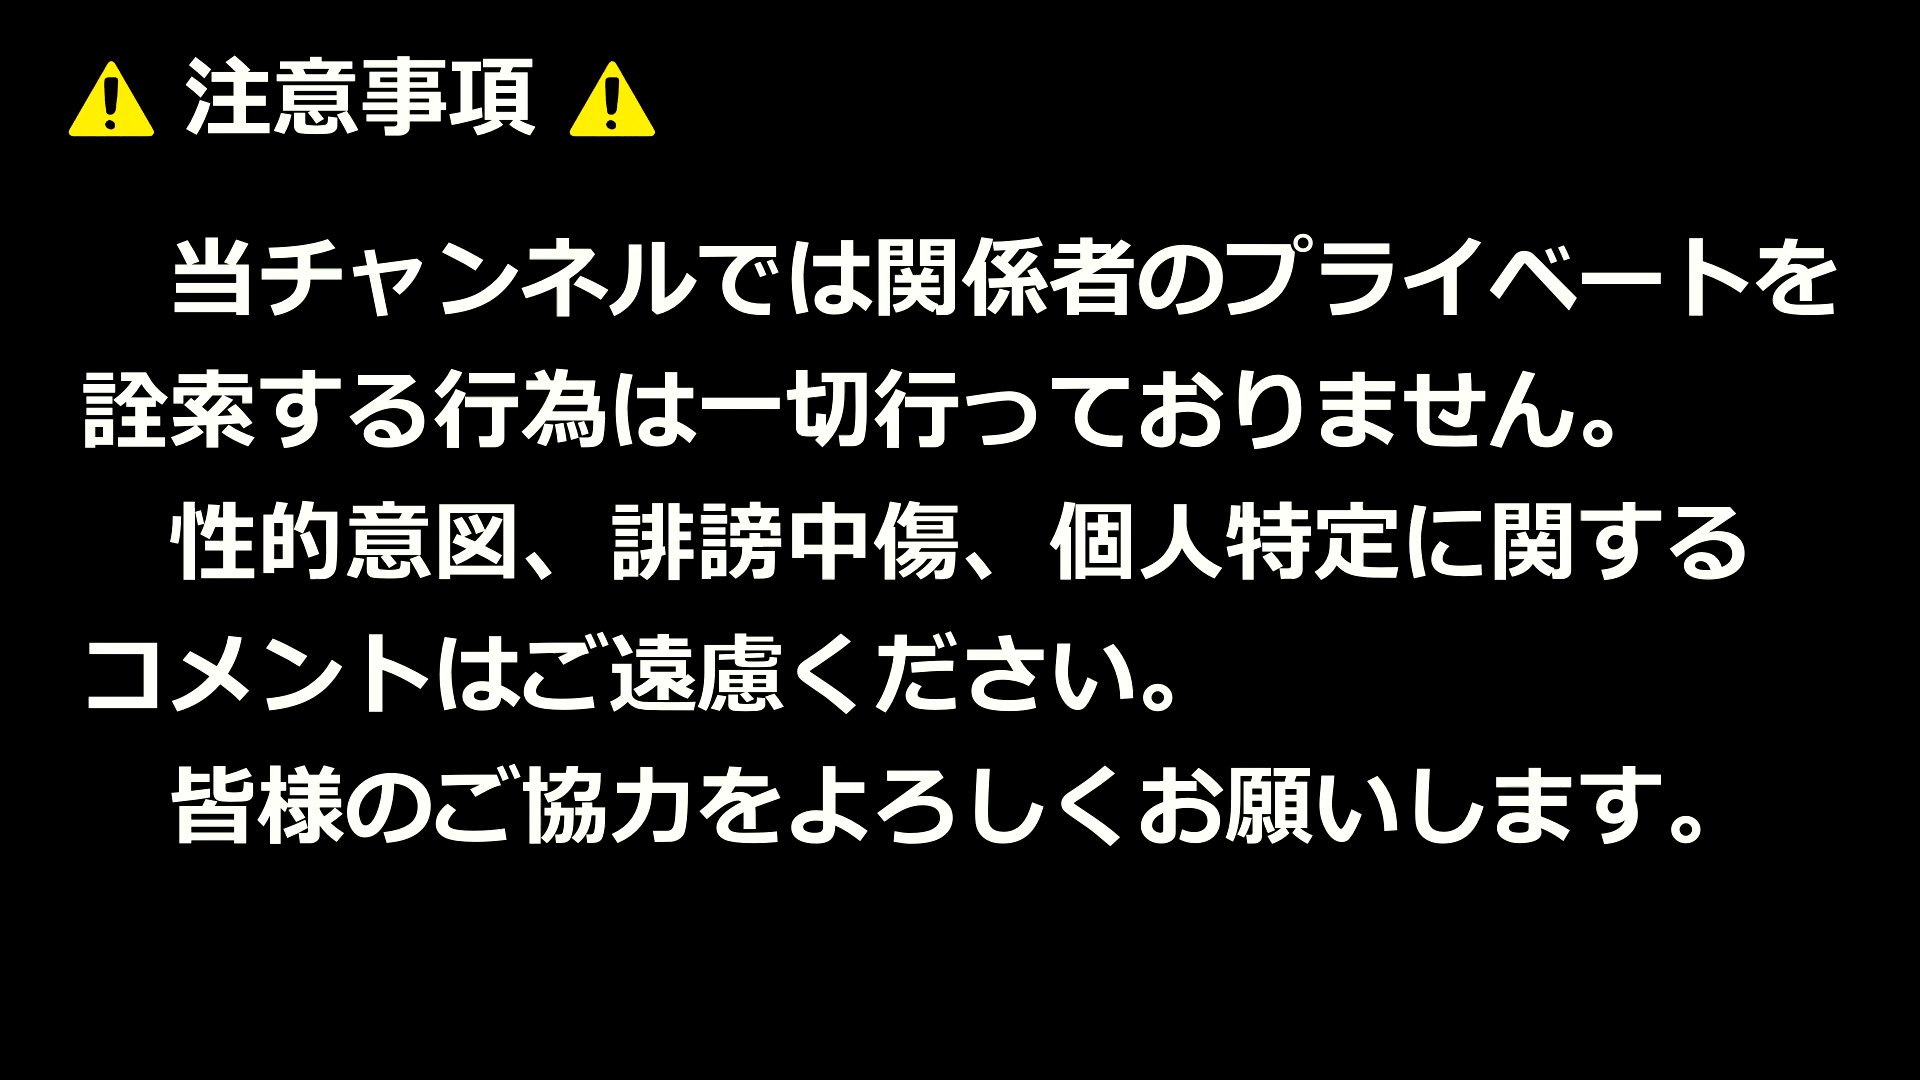 ⚠ 注意事項 ⚠
当チャンネルでは関係者のプライベートを
詮索する行為は一切行っておりません。
性的意図、誹謗中傷、個人特定に関する
コメントはご遠慮ください。
皆様のご協力をよろしくお願いします。